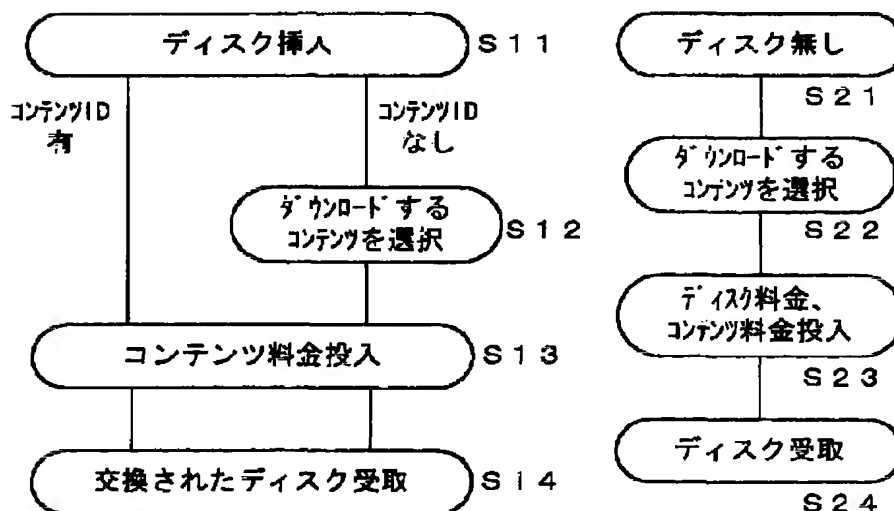 ディスク挿入
S11
コンテンツID
有
コンテンツID
なし
ダウンロードする
コンテンツを選択
S12
コンテンツ料金投入
S13
交換されたディスク受取
S14
ディスク無し
S21
ダウンロードする
コンテンツを選択
S22
ディスク料金、
コンテンツ料金投入
S23
ディスク受取
S24